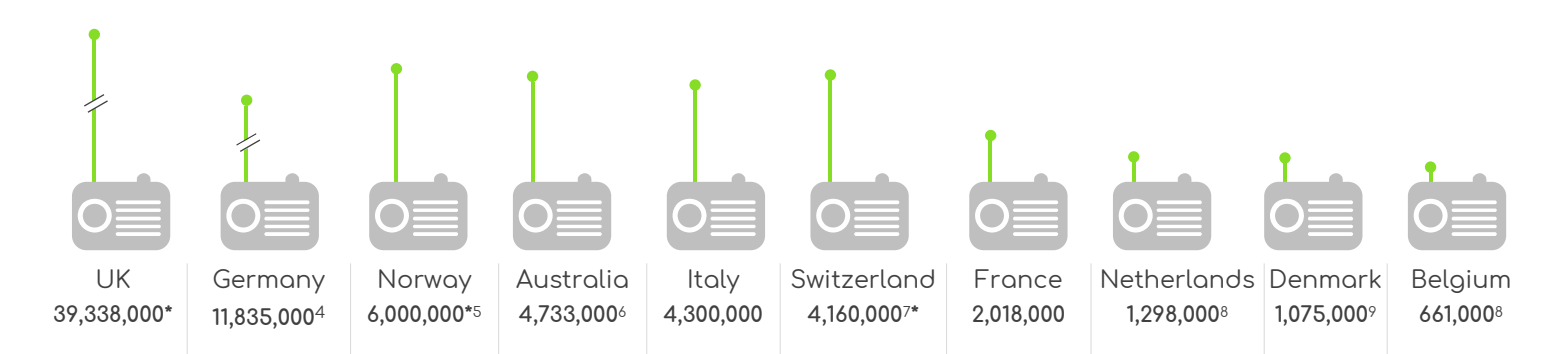 UK Germany Norway Australia Italy Switzerland France Netherlands Denmark Belgium
39,338,000* 11,835,000⁴ 6,000,000*⁵ 4,733,000⁶ 4,300,000 4,160,000⁷* 2,018,000 1,298,000⁸ 1,075,000⁹ 661,000⁸